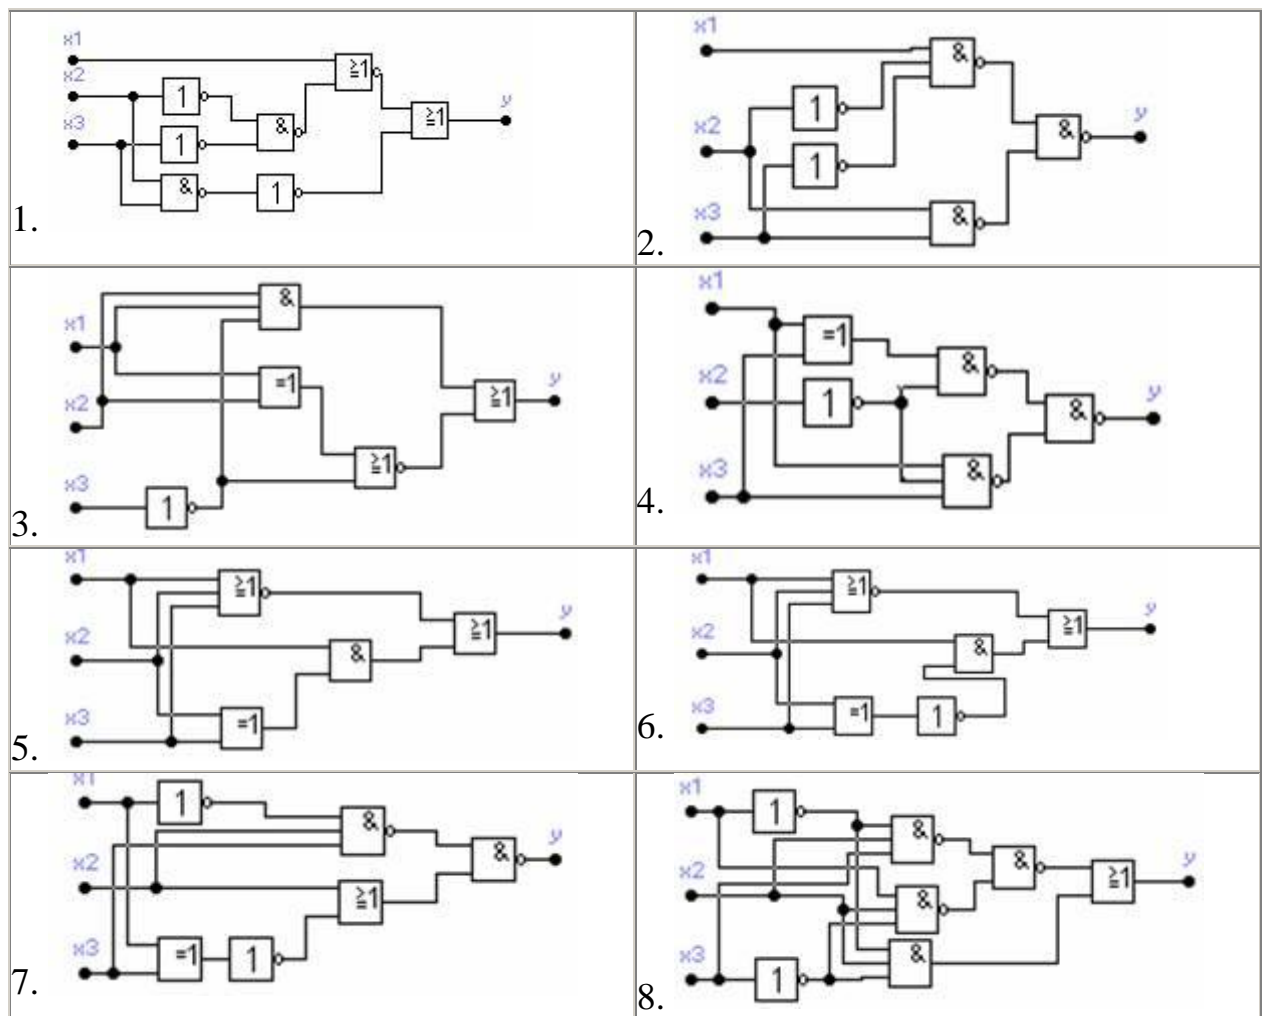 x1
x2
x3
1
1
&
&
1
≥1
≥1
y
1.
x1
x2
x3
1
1
&
&
&
y
2.
x1
x2
x3
&
=1
1
≥1
≥1
y
3.
x1
x2
x3
=1
1
&
&
&
y
4.
x1
x2
x3
≥1
&
=1
≥1
y
5.
x1
x2
x3
≥1
&
=1
1
≥1
y
6.
x1
x2
x3
1
&
≥1
=1
1
&
y
7.
x1
x2
x3
1
&
&
&
1
&
≥1
y
8.